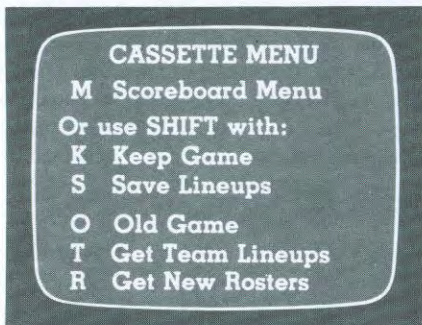 CASSETTE MENU
M Scoreboard Menu
Or use SHIFT with:
K Keep Game
S Save Lineups
O Old Game
T Get Team Lineups
R Get New Rosters